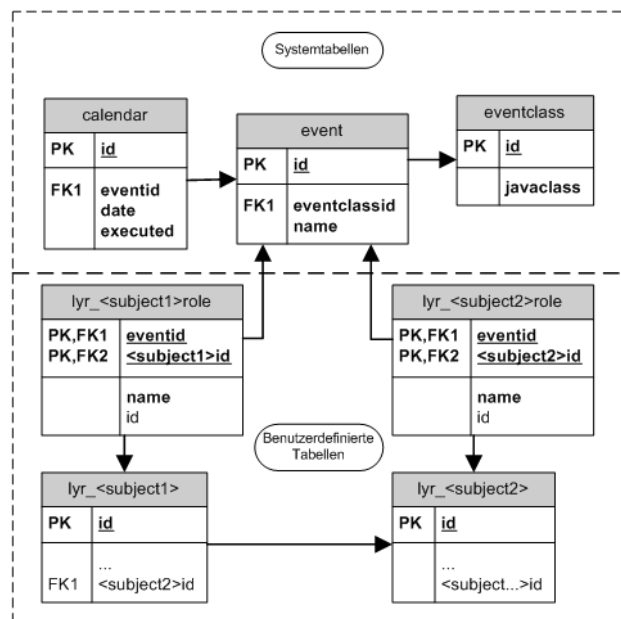 Systemtabellen
calendar
PK id
FK1 eventid
date
executed
event
PK id
FK1 eventclassid
name
eventclass
PK id
javaclass
lyr_<subject1>role
PK,FK1 eventid
PK,FK2 <subject1>id
name
id
lyr_<subject2>role
PK,FK1 eventid
PK,FK2 <subject2>id
name
id
Benutzerdefinierte
Tabellen
lyr_<subject1>
PK id
...
FK1 <subject2>id
lyr_<subject2>
PK id
...
<subject...>id